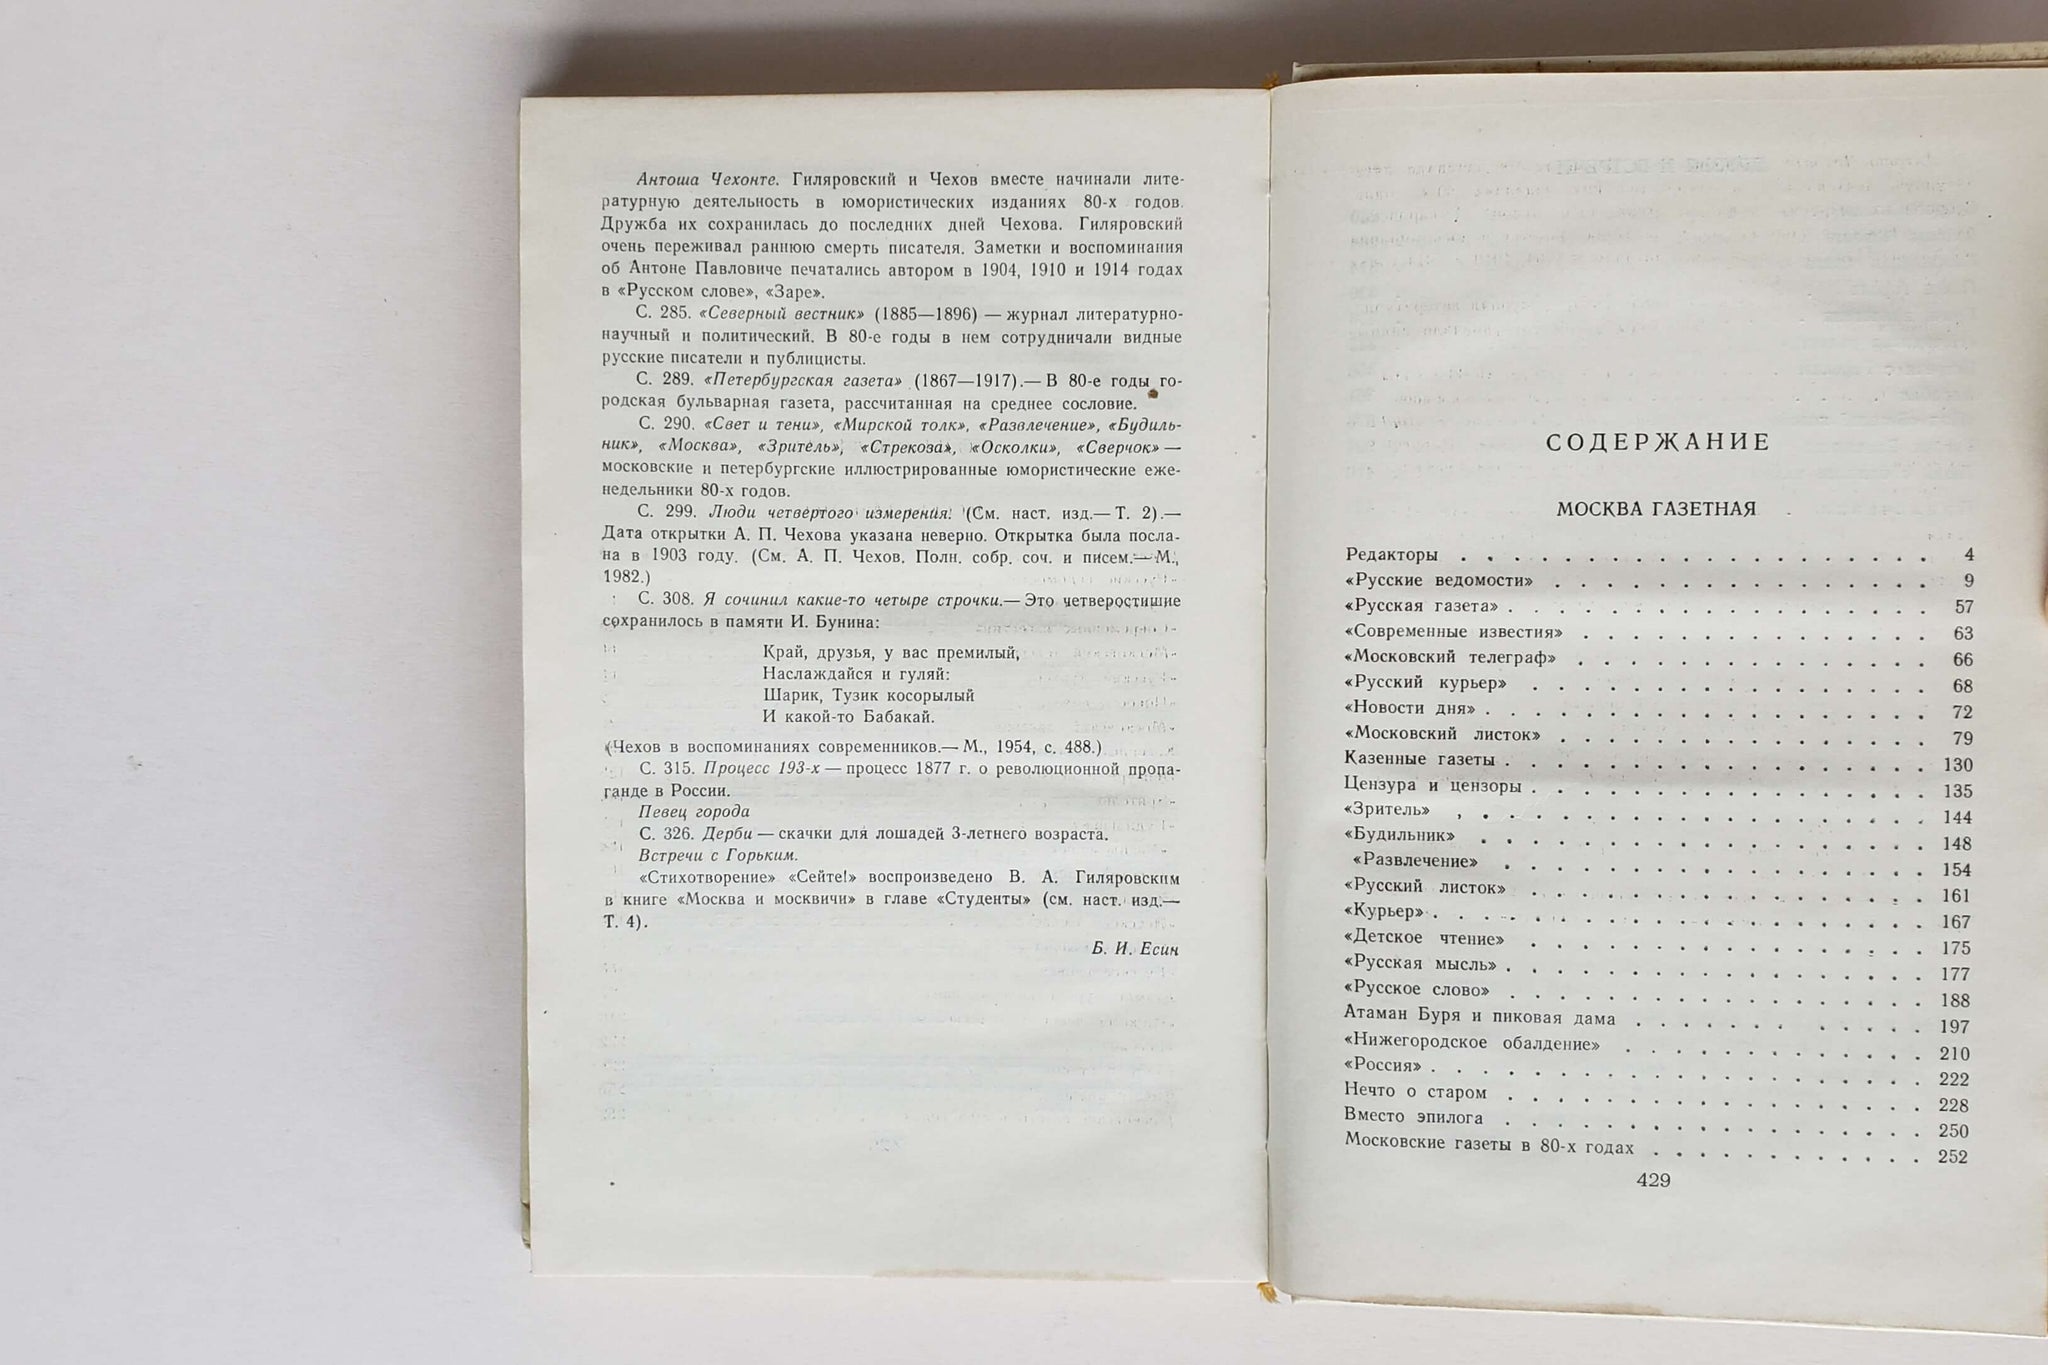 Антоша Чехонте. Гиляровский и Чехов вместе начинали лите-
ратурную деятельность в юмористических изданиях 80-х годов.
Дружба их сохранилась до последних дней Чехова. Гиляровский
очень переживал раннюю смерть писателя. Заметки и воспоминания
об Антоне Павловиче печатались автором в 1904, 1910 и 1914 годах
в «Русском слове», «Заре».
С. 285. «Северный вестник» (1885—1896) — журнал литературно-
научный и политический. В 80-е годы в нем сотрудничали видные
русские писатели и публицисты.
С. 289. «Петербургская газета» (1867—1917).— В 80-е годы го-
родская бульварная газета, рассчитанная на среднее сословие.
С. 290. «Свет и тени», «Мирской толк», «Развлечение», «Будиль-
ник», «Москва», «Зритель», «Стрекоза», «Осколки», «Сверчок» —
московские и петербургские иллюстрированные юмористические еже-
недельники 80-х годов.
С. 299. Люди четвертого измерения. (См. наст. изд.— Т. 2).—
Дата открытки А. П. Чехова указана неверно. Открытка была посла-
на в 1903 году. (См. А. П. Чехов. Полн. собр. соч. и писем.— М.,
1982.)
С. 308. Я сочинил какие-то четыре строчки.— Это четверостишие
сохранилось в памяти И. Бунина:
Край, друзья, у вас премилый,
Наслаждайся и гуляй:
Шарик, Тузик косорылый
И какой-то Бабакай.
(Чехов в воспоминаниях современников.— М., 1954, с. 488.)
С. 315. Процесс 193-х — процесс 1877 г. о революционной пропа-
ганде в России.
Певец города
С. 326. Дерби — скачки для лошадей 3-летнего возраста.
Встречи с Горьким.
«Стихотворение» «Сейте!» воспроизведено В. А. Гиляровским
в книге «Москва и москвичи» в главе «Студенты» (см. наст. изд.—
Т. 4).
Б. И. Есин
СОДЕРЖАНИЕ
МОСКВА ГАЗЕТНАЯ
Редакторы . . . . . . . . . . . . . . . . . . 4
«Русские ведомости» . . . . . . . . . . . . . . . 9
«Русская газета» . . . . . . . . . . . . . . . . 57
«Современные известия» . . . . . . . . . . . . . . 63
«Московский телеграф» . . . . . . . . . . . . . . 66
«Русский курьер» . . . . . . . . . . . . . . . . 68
«Новости дня» . . . . . . . . . . . . . . . . . 72
«Московский листок» . . . . . . . . . . . . . . . 79
Казенные газеты . . . . . . . . . . . . . . . . 130
Цензура и цензоры . . . . . . . . . . . . . . . 135
«Зритель» . . . . . . . . . . . . . . . . . . 144
«Будильник» . . . . . . . . . . . . . . . . . 148
«Развлечение» . . . . . . . . . . . . . . . . 154
«Русский листок» . . . . . . . . . . . . . . . 161
«Курьер» . . . . . . . . . . . . . . . . . . 167
«Детское чтение» . . . . . . . . . . . . . . . 175
«Русская мысль» . . . . . . . . . . . . . . . . 177
«Русское слово» . . . . . . . . . . . . . . . . 188
Атаман Буря и пиковая дама . . . . . . . . . . . 197
«Нижегородское обалдение» . . . . . . . . . . . . 210
«Россия» . . . . . . . . . . . . . . . . . . 222
Нечто о старом . . . . . . . . . . . . . . . . 228
Вместо эпилога . . . . . . . . . . . . . . . . 250
Московские газеты в 80-х годах . . . . . . . . . . 252
429